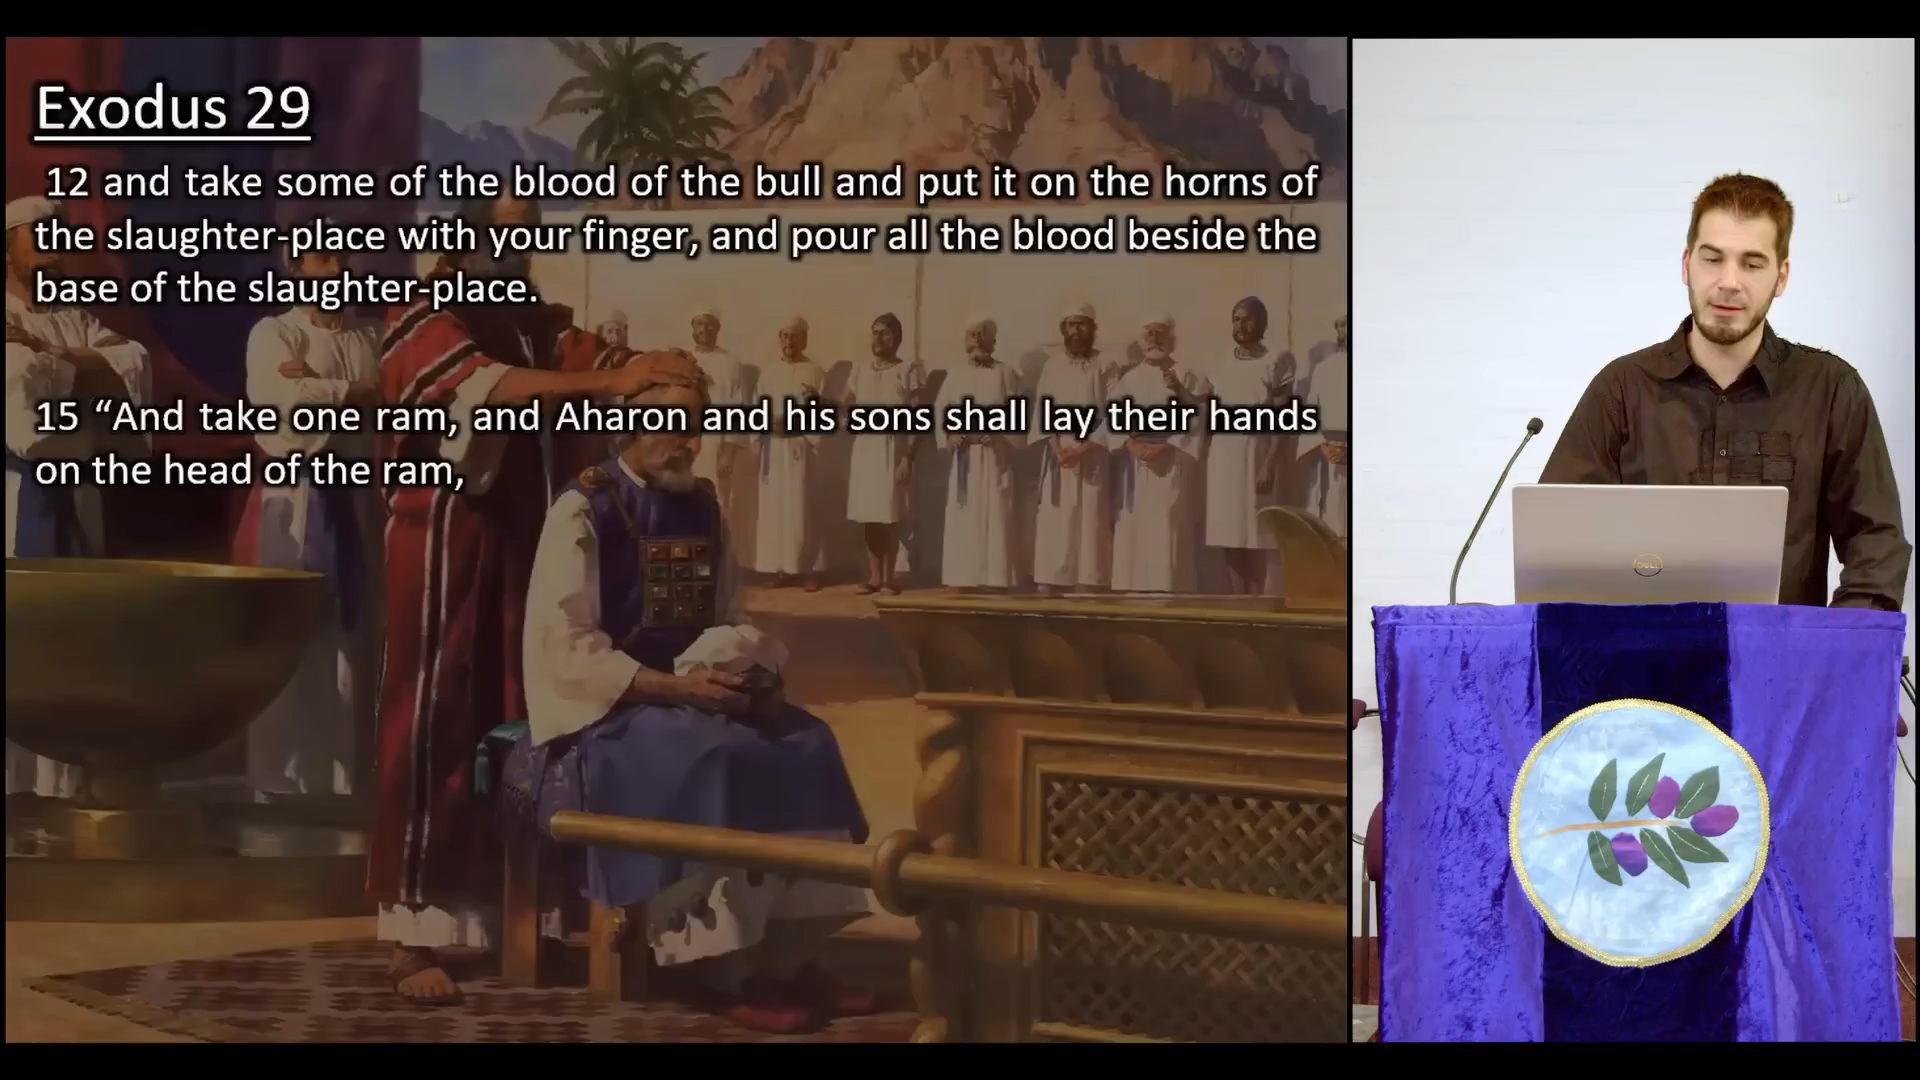 Exodus 29
12 and take some of the blood of the bull and put it on the horns of
the slaughter-place with your finger, and pour all the blood beside the
base of the slaughter-place.
15 “And take one ram, and Aharon and his sons shall lay their hands
on the head of the ram,
DELL